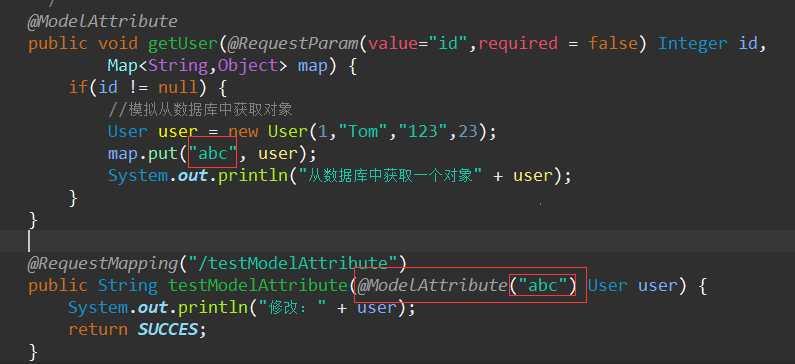 @ModelAttribute
public void getUser(@RequestParam(value="id",required = false) Integer id,
Map<String,Object> map) {
if(id != null) {
//模拟从数据库中获取对象
User user = new User(1,"Tom","123",23);
map.put("abc", user);
System.out.println("从数据库中获取一个对象" + user);
}
}
@RequestMapping("/testModelAttribute")
public String testModelAttribute(@ModelAttribute("abc") User user) {
System.out.println("修改：" + user);
return SUCCES;
}